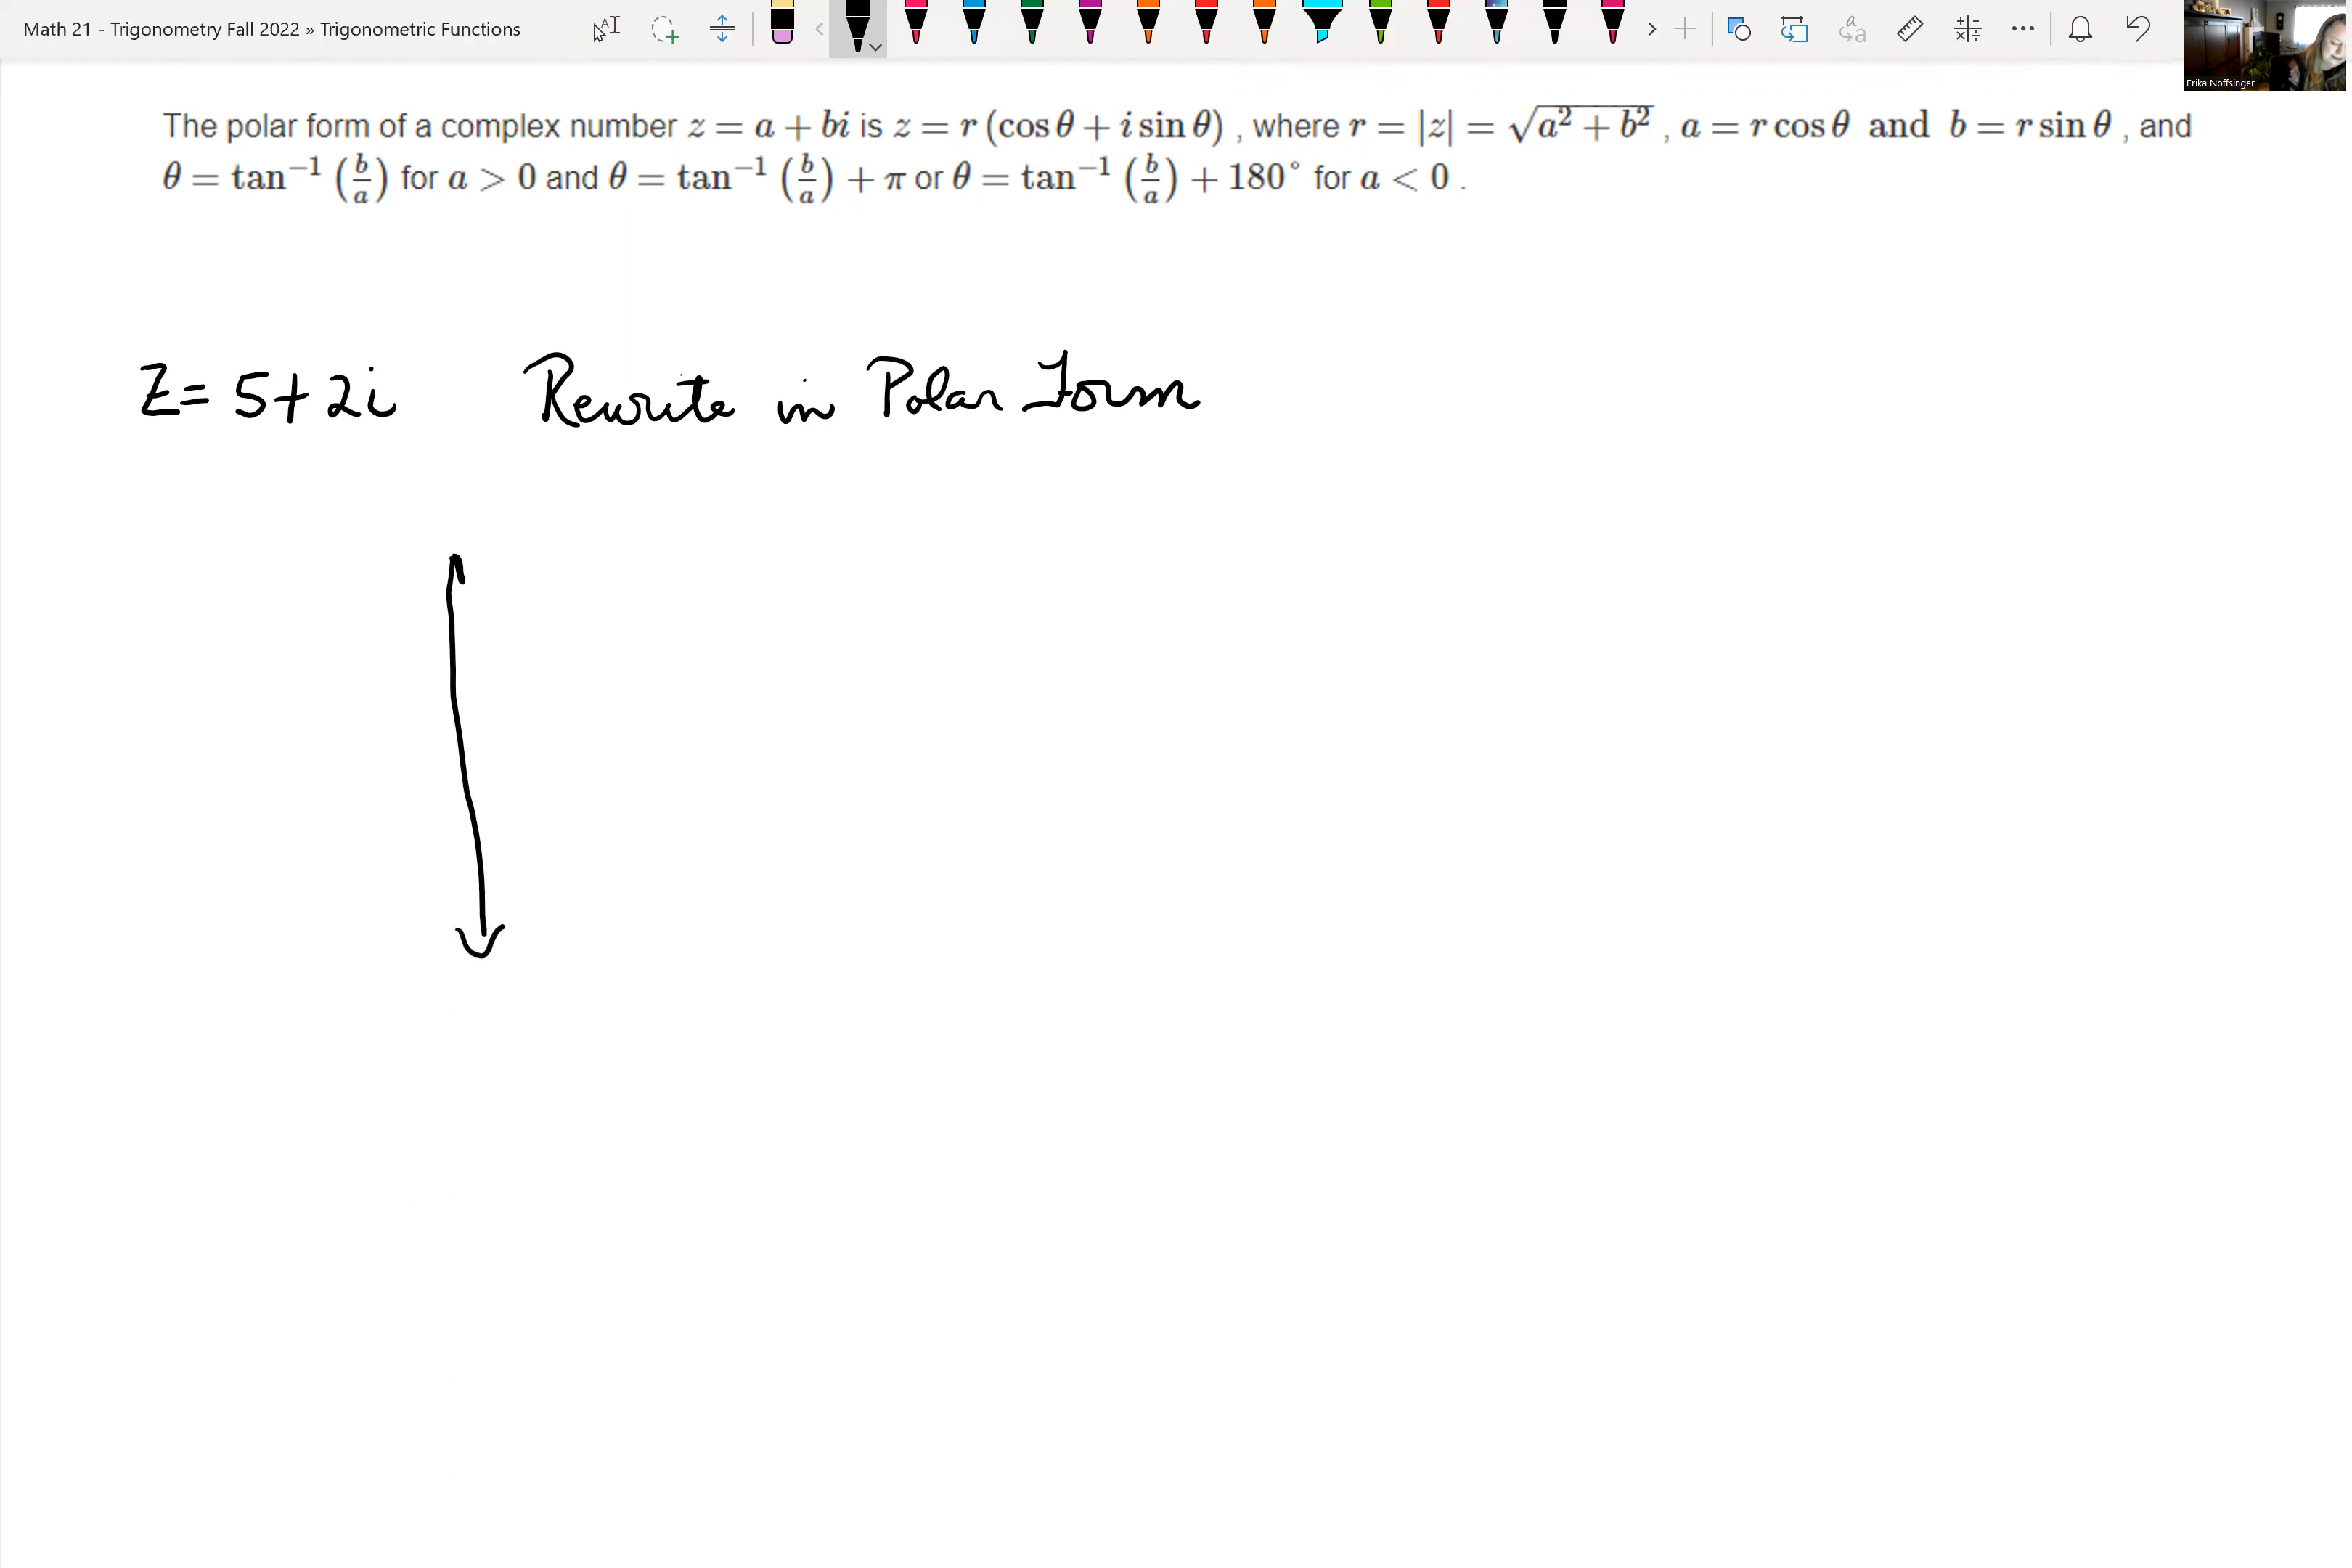 Math 21 - Trigonometry Fall 2022 » Trigonometric Functions
Erika Noffsinger
The polar form of a complex number z = a + bi is z = r (cos θ + i sin θ) , where r = |z| = √(a² + b²) , a = r cos θ and b = r sin θ , and
θ = tan⁻¹ (b/a) for a > 0 and θ = tan⁻¹ (b/a) + π or θ = tan⁻¹ (b/a) + 180° for a < 0 .
Z = 5 + 2i Rewrite in Polar Form